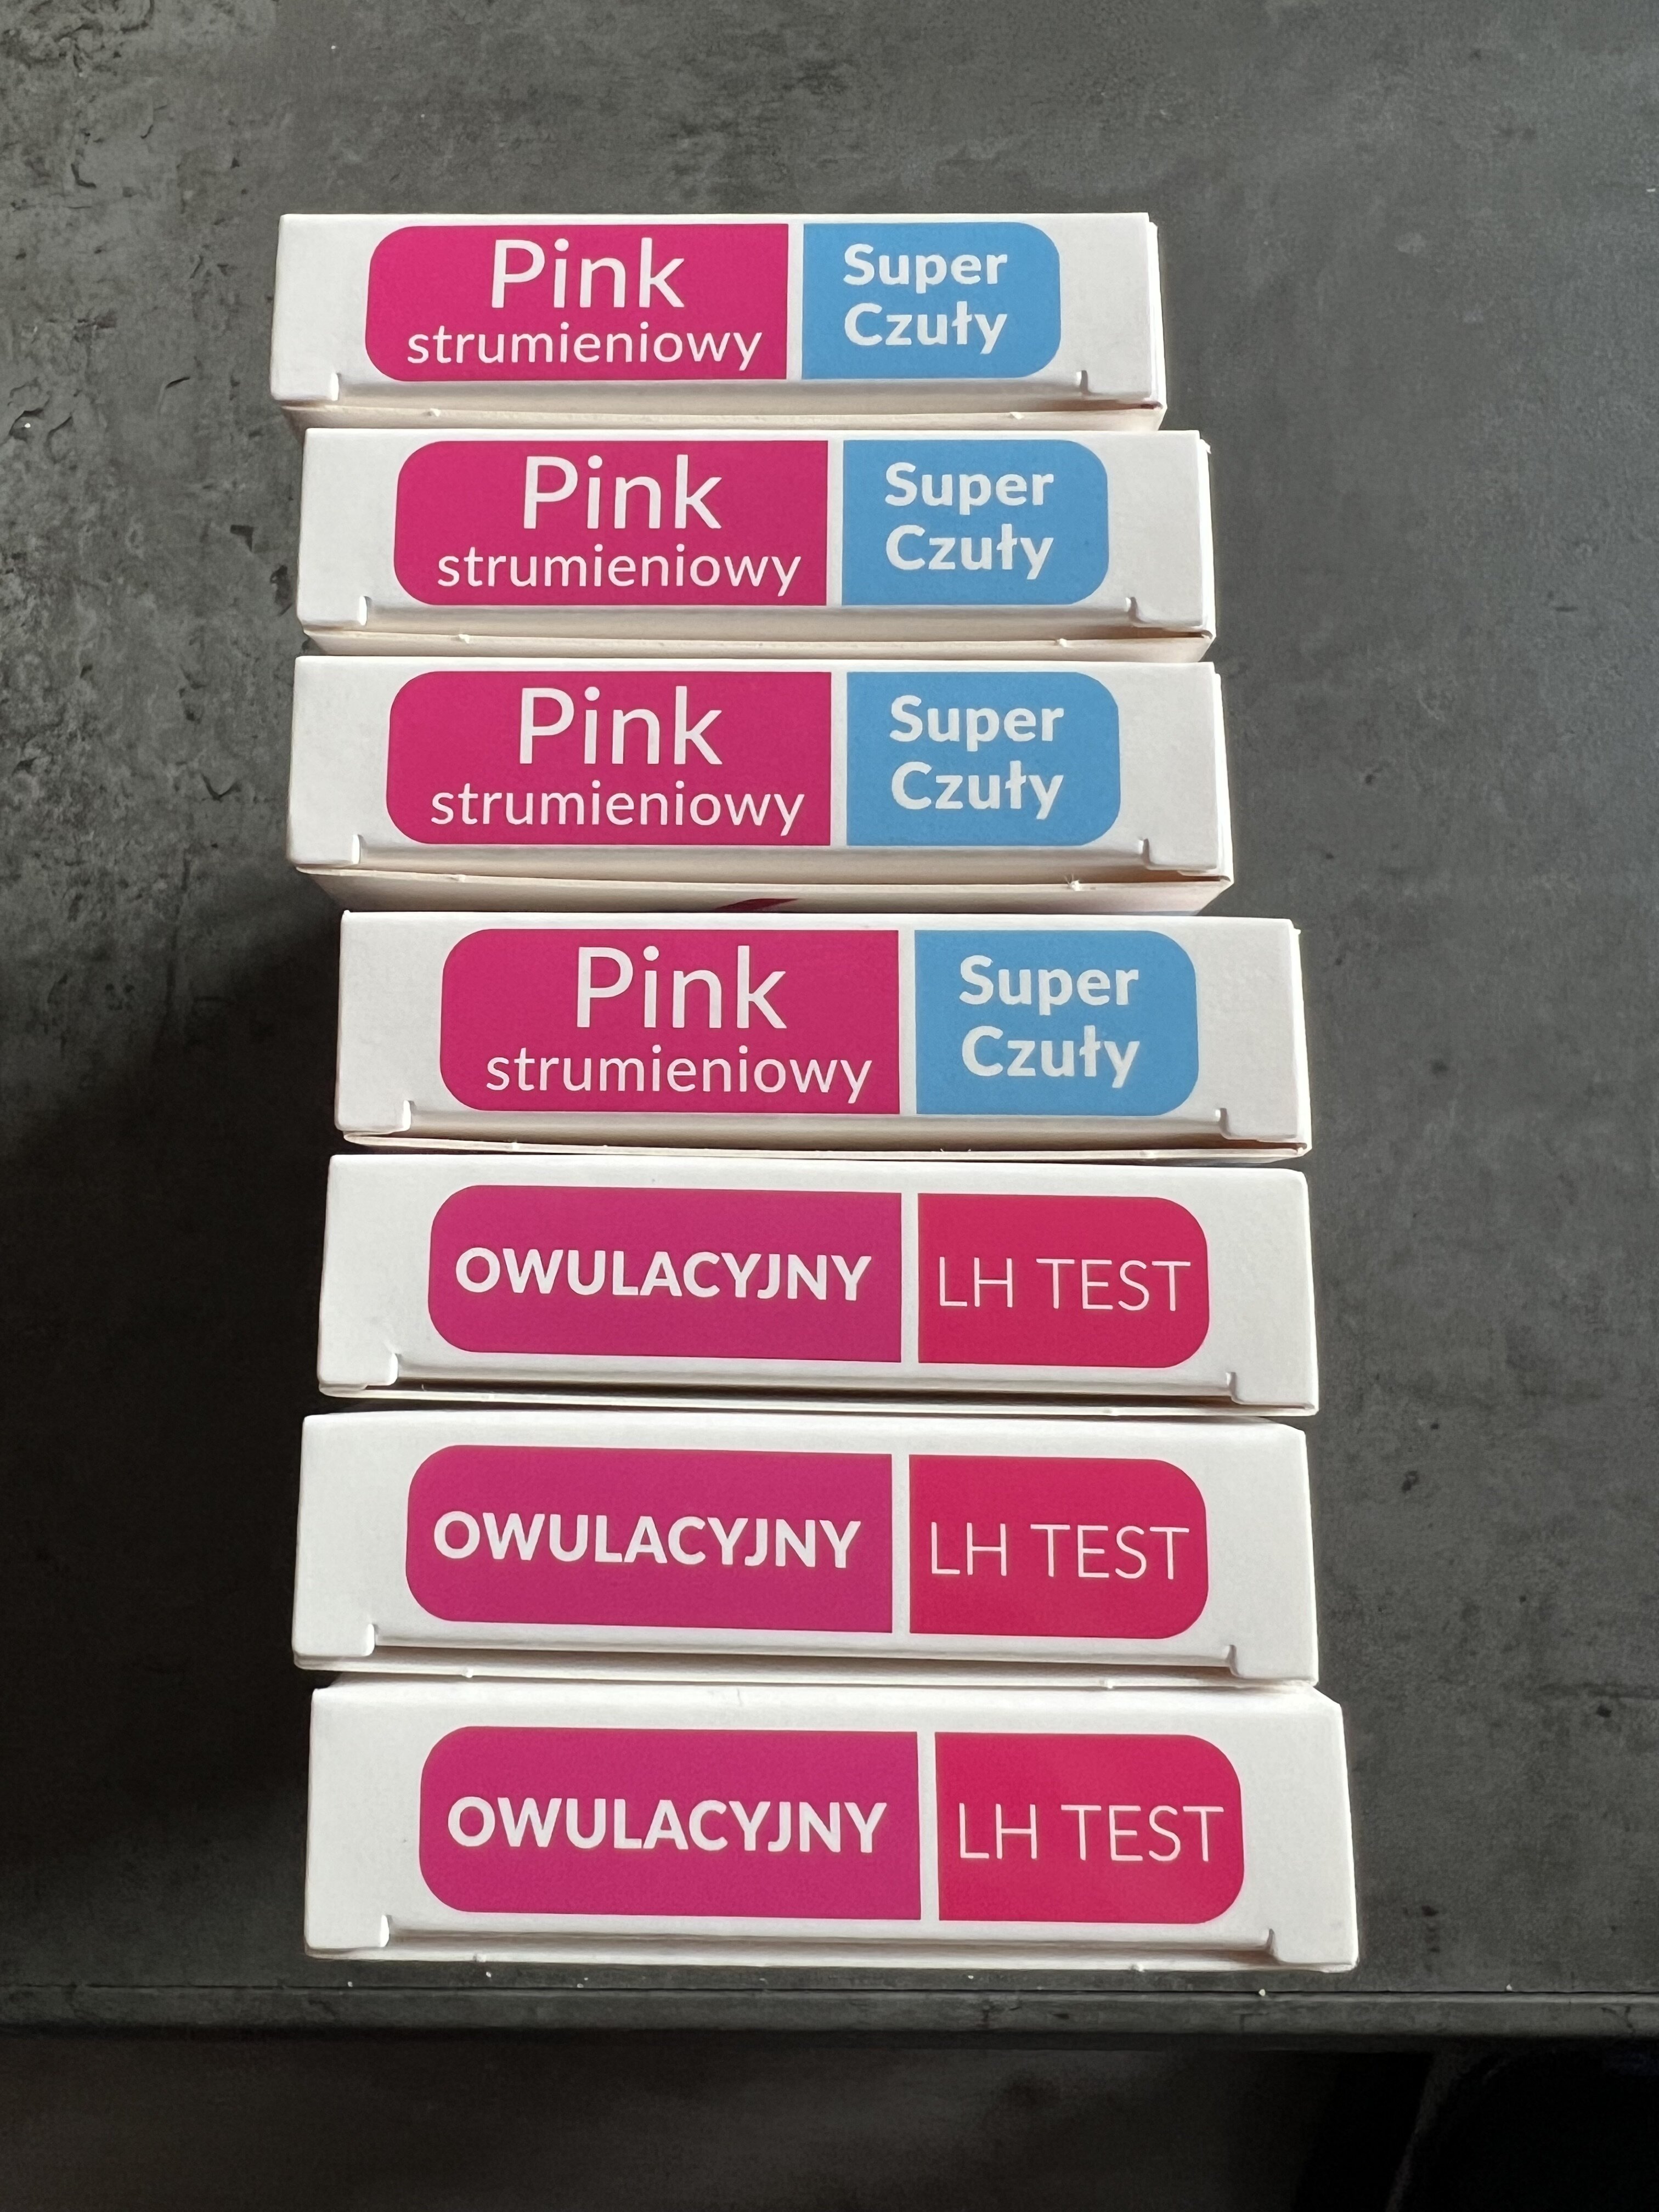 Pink
strumieniowy
Super
Czuły
Pink
strumieniowy
Super
Czuły
Pink
strumieniowy
Super
Czuły
Pink
strumieniowy
Super
Czuły
OWULACYJNY LH TEST
OWULACYJNY LH TEST
OWULACYJNY LH TEST